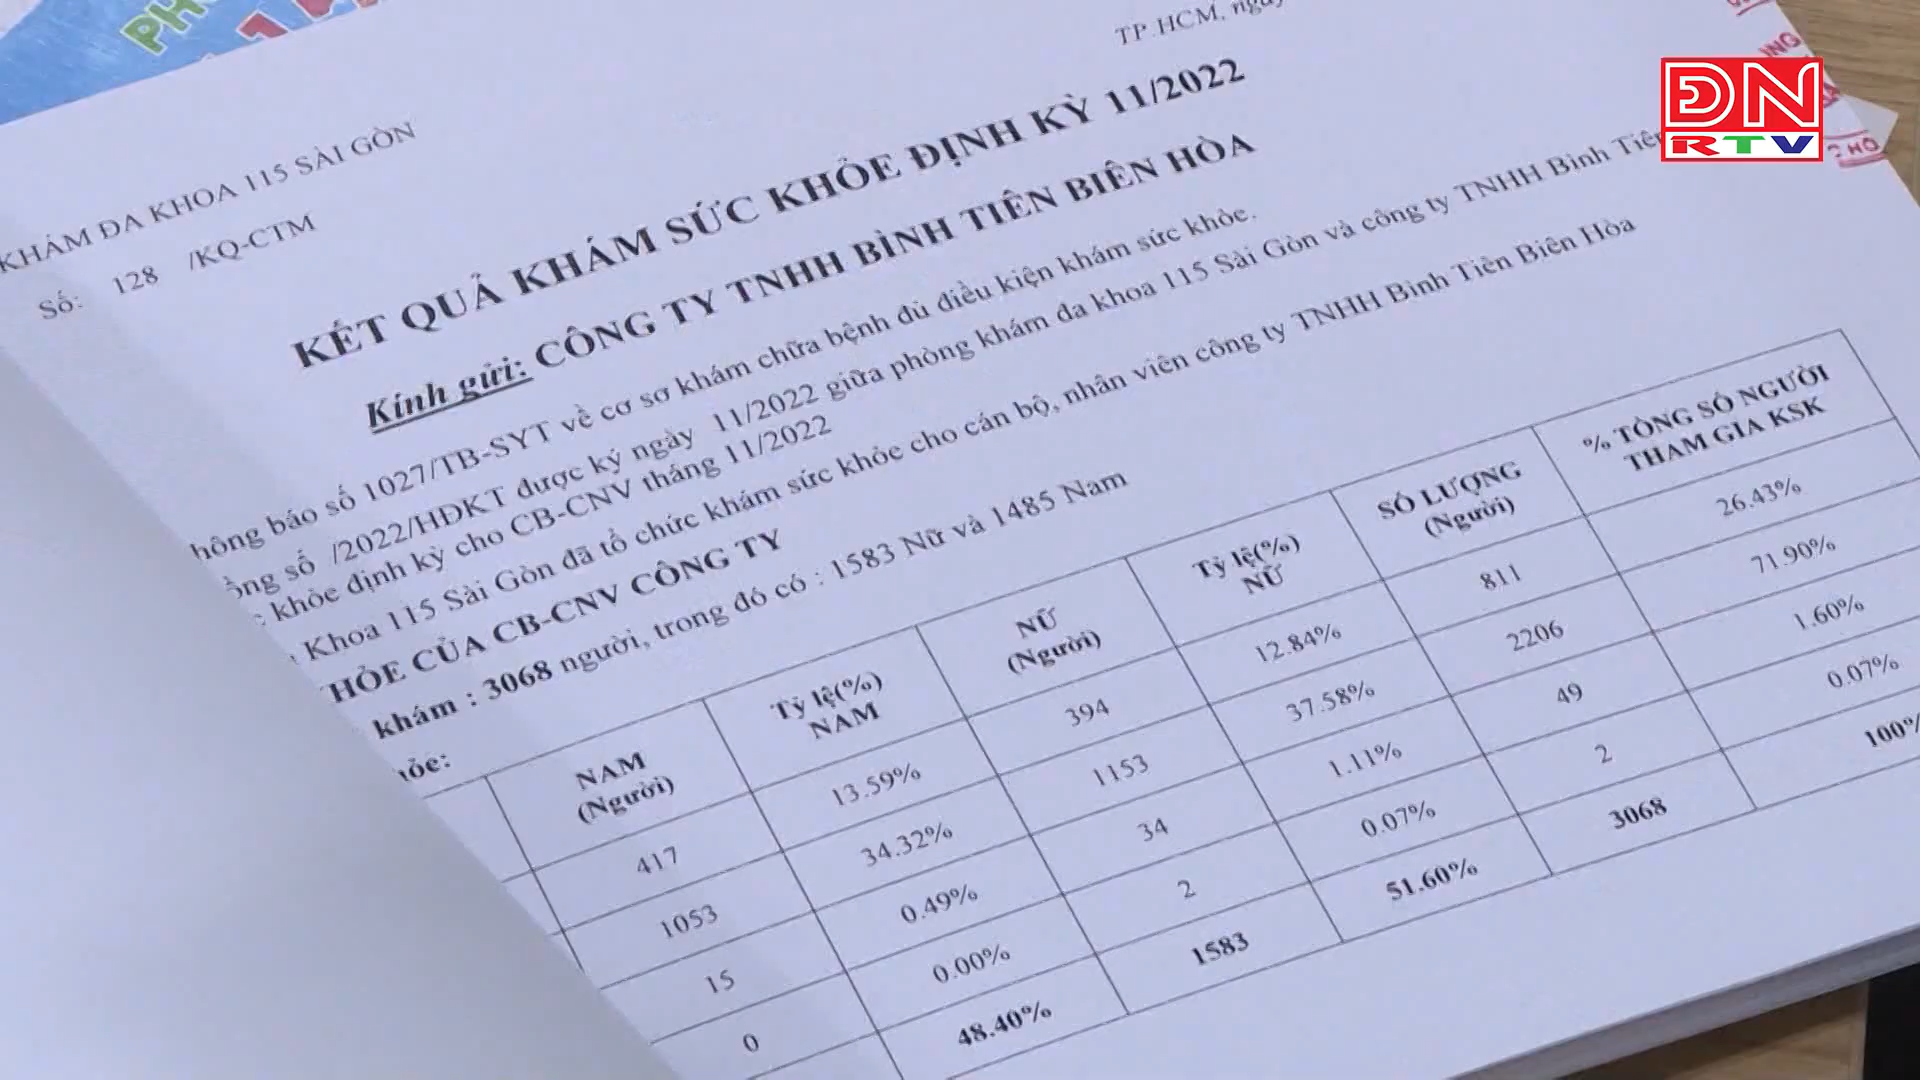 PH
TP.HCM, ngày
ĐN
RTV
KHÁM ĐA KHOA 115 SÀI GÒN
Số: 128 /KQ-CTM
KẾT QUẢ KHÁM SỨC KHỎE ĐỊNH KỲ 11/2022
Kính gửi: CÔNG TY TNHH BÌNH TIÊN BIÊN HÒA
hông báo số 1027/TB-SYT về cơ sơ khám chữa bệnh đủ điều kiện khám sức khỏe.
ồng số /2022/HĐKT được ký ngày 11/2022 giữa phòng khám đa khoa 115 Sài Gòn và công ty TNHH Bình Tiên
khỏe định kỳ cho CB-CNV tháng 11/2022
Khoa 115 Sài Gòn đã tổ chức khám sức khỏe cho cán bộ, nhân viên công ty TNHH Bình Tiên Biên Hòa
HỎE CỦA CB-CNV CÔNG TY
khám : 3068 người, trong đó có : 1583 Nữ và 1485 Nam
ỏe:
NAM (Người) Tỷ lệ(%) NAM NỮ (Người) Tỷ lệ(%) NỮ SỐ LƯỢNG (Người) % TỔNG SỐ NGƯỜI THAM GIA KSK
417 13.59% 394 12.84% 811 26.43%
1053 34.32% 1153 37.58% 2206 71.90%
15 0.49% 34 1.11% 49 1.60%
0 0.00% 2 0.07% 2 0.07%
48.40% 1583 51.60% 3068 100%